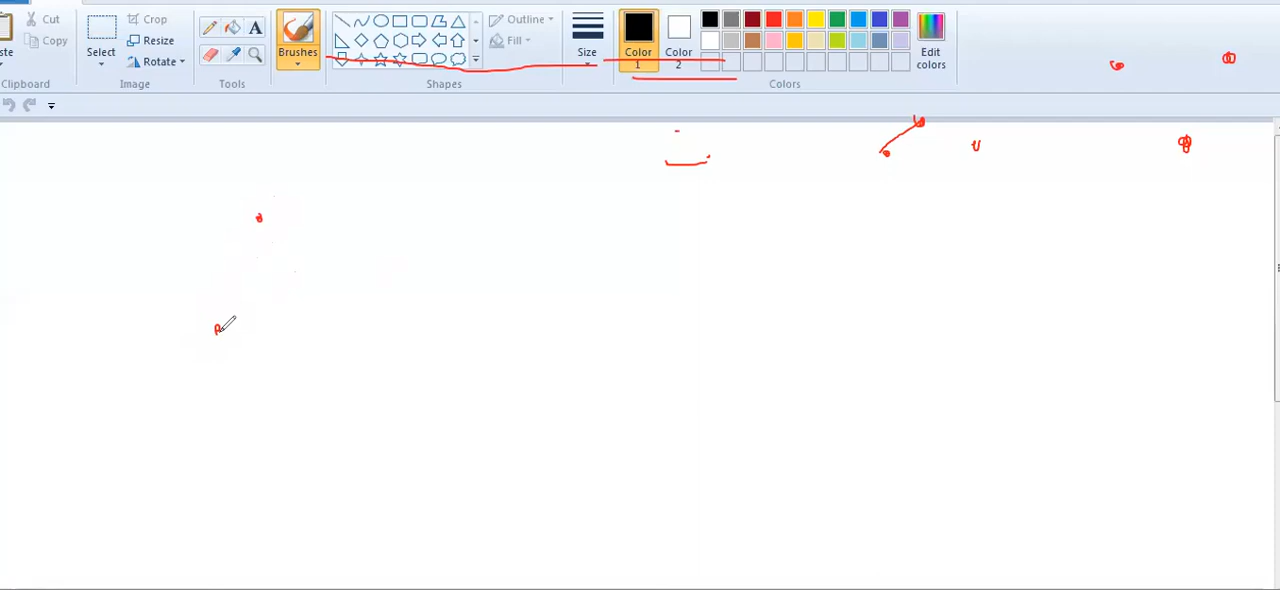 Cut
Crop
Outline
Copy
Resize
Fill
Select
Rotate
A
Brushes
Size
Color
1
Color
2
Edit
colors
Clipboard
Image
Tools
Shapes
Colors